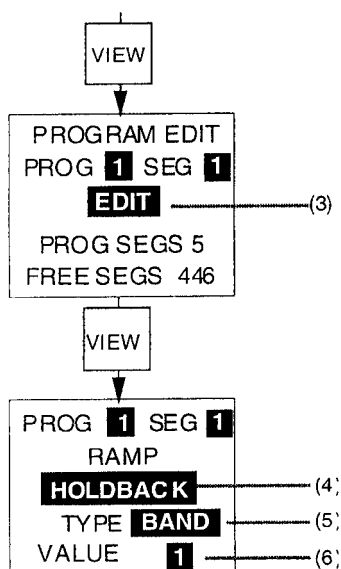 VIEW
PROGRAM EDIT
PROG 1 SEG 1
EDIT (3)
PROG SEGS 5
FREE SEGS 446
VIEW
PROG 1 SEG 1
RAMP
HOLDBACK (4)
TYPE BAND (5)
VALUE 1 (6)